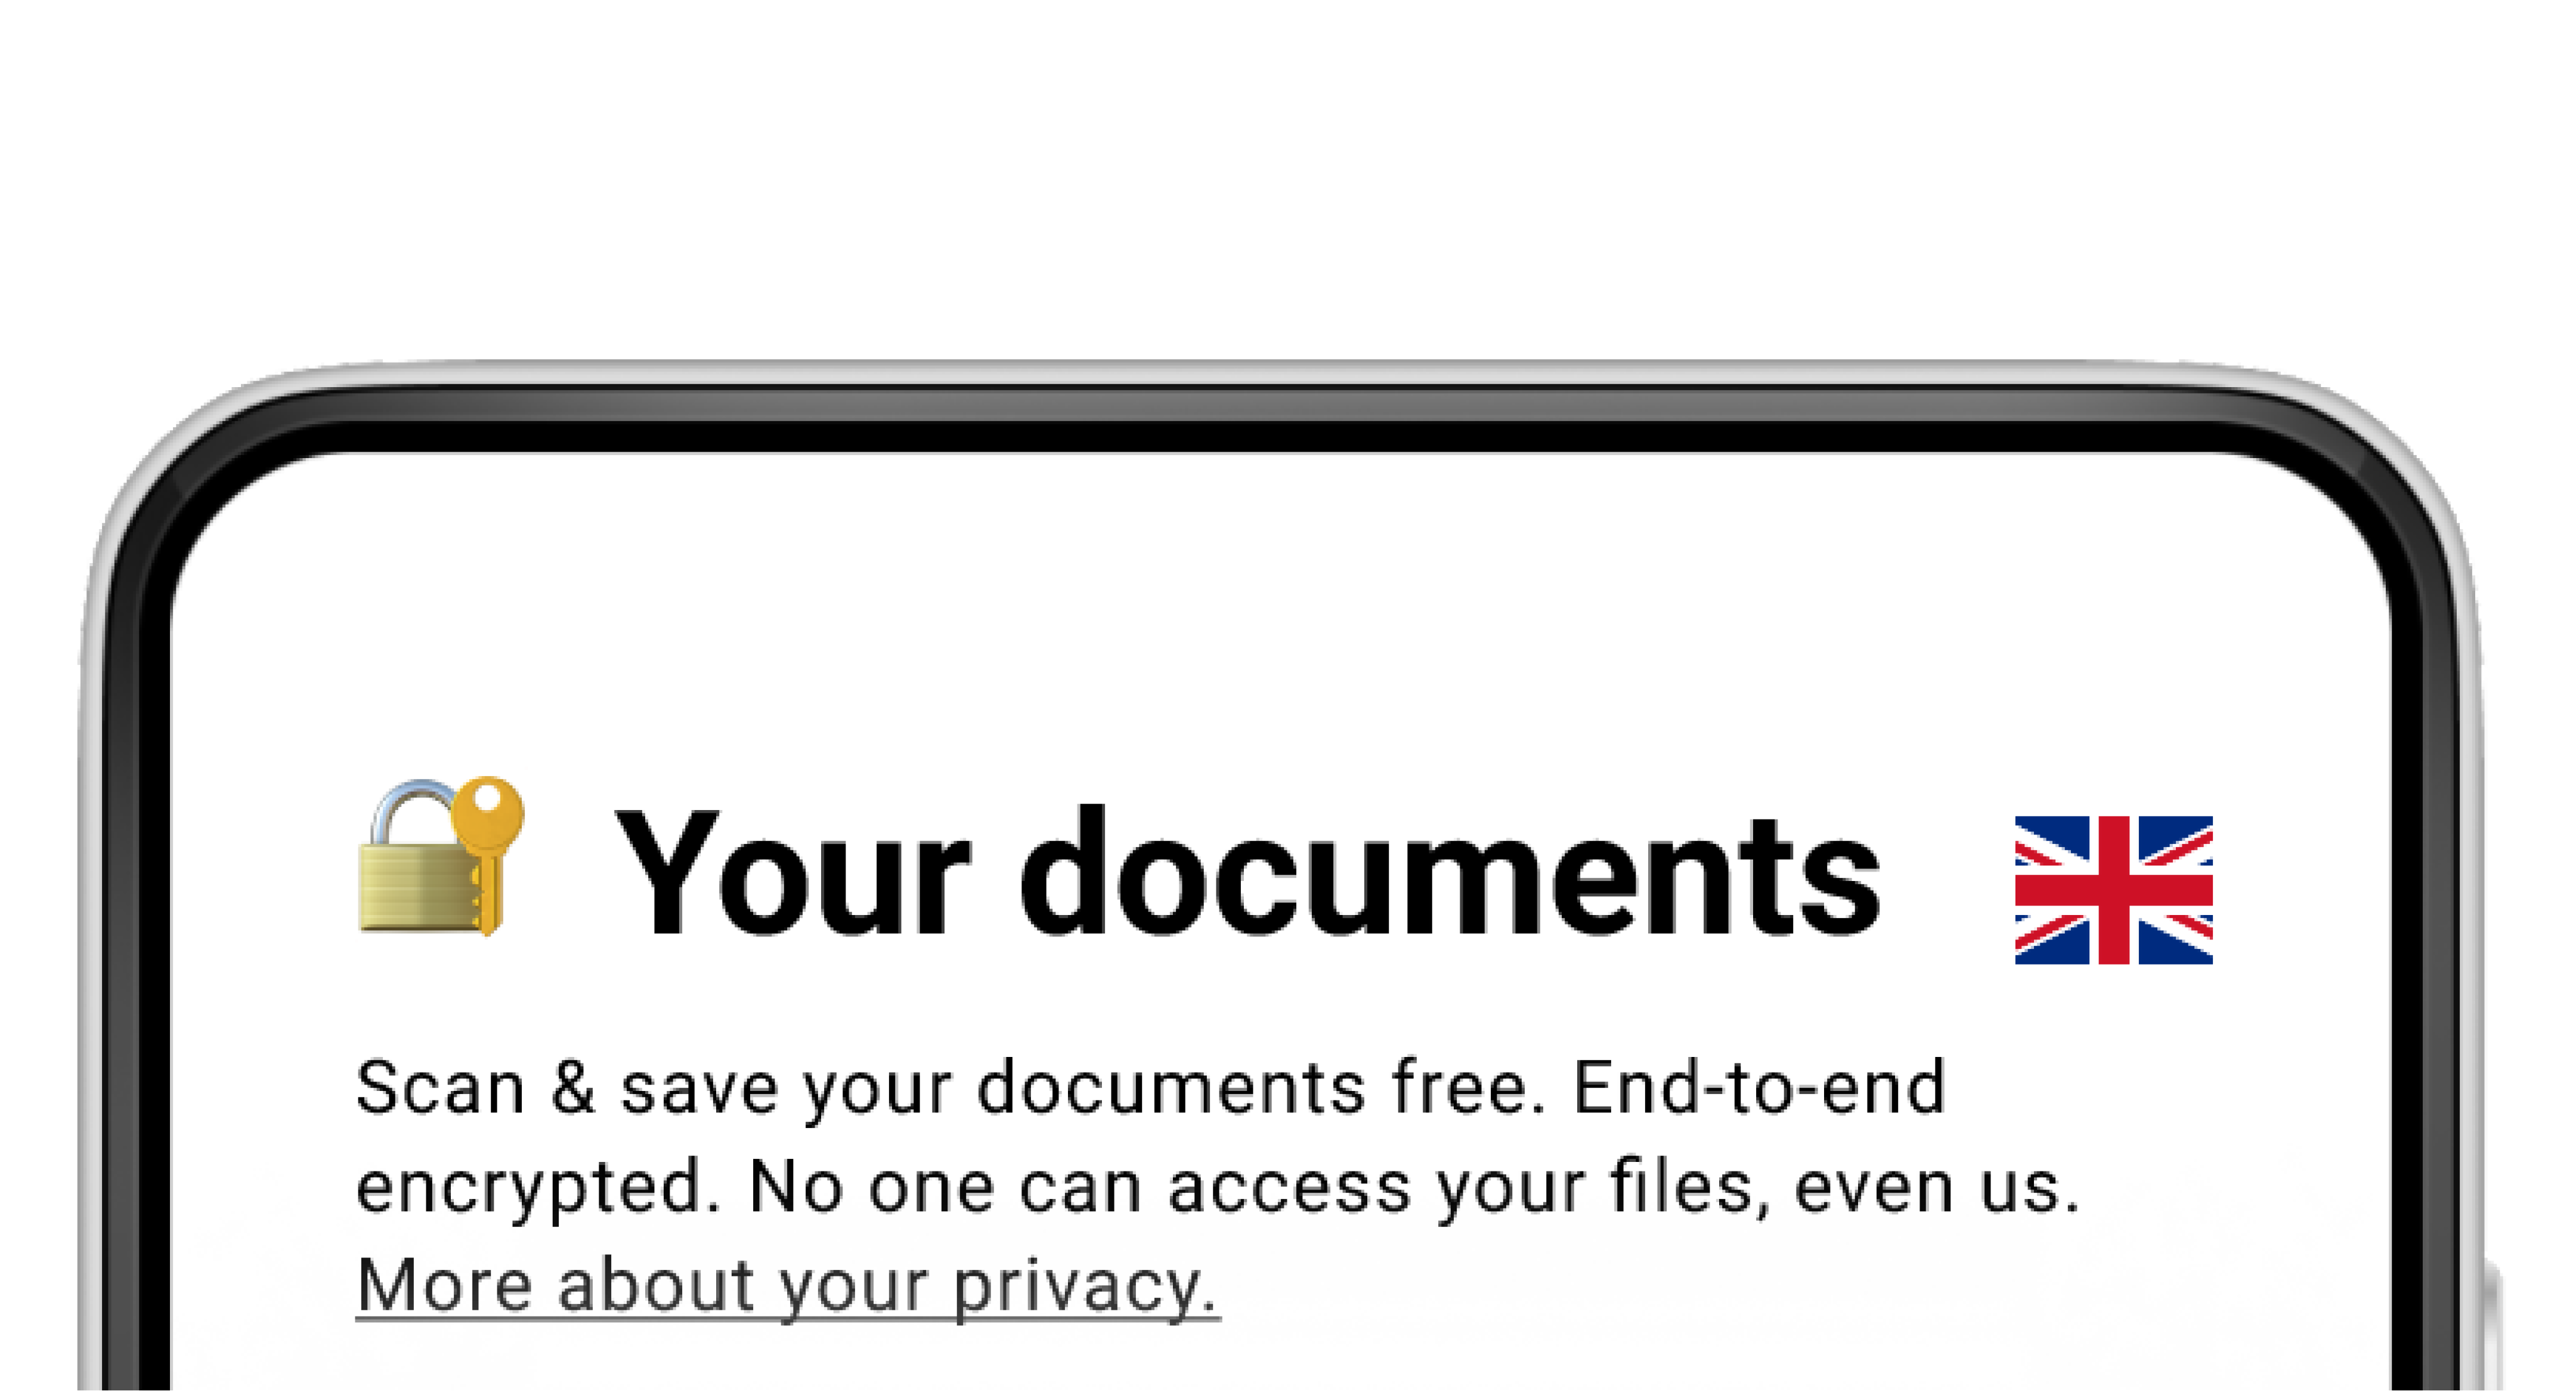 Your documents
Scan & save your documents free. End-to-end
encrypted. No one can access your files, even us.
More about your privacy.